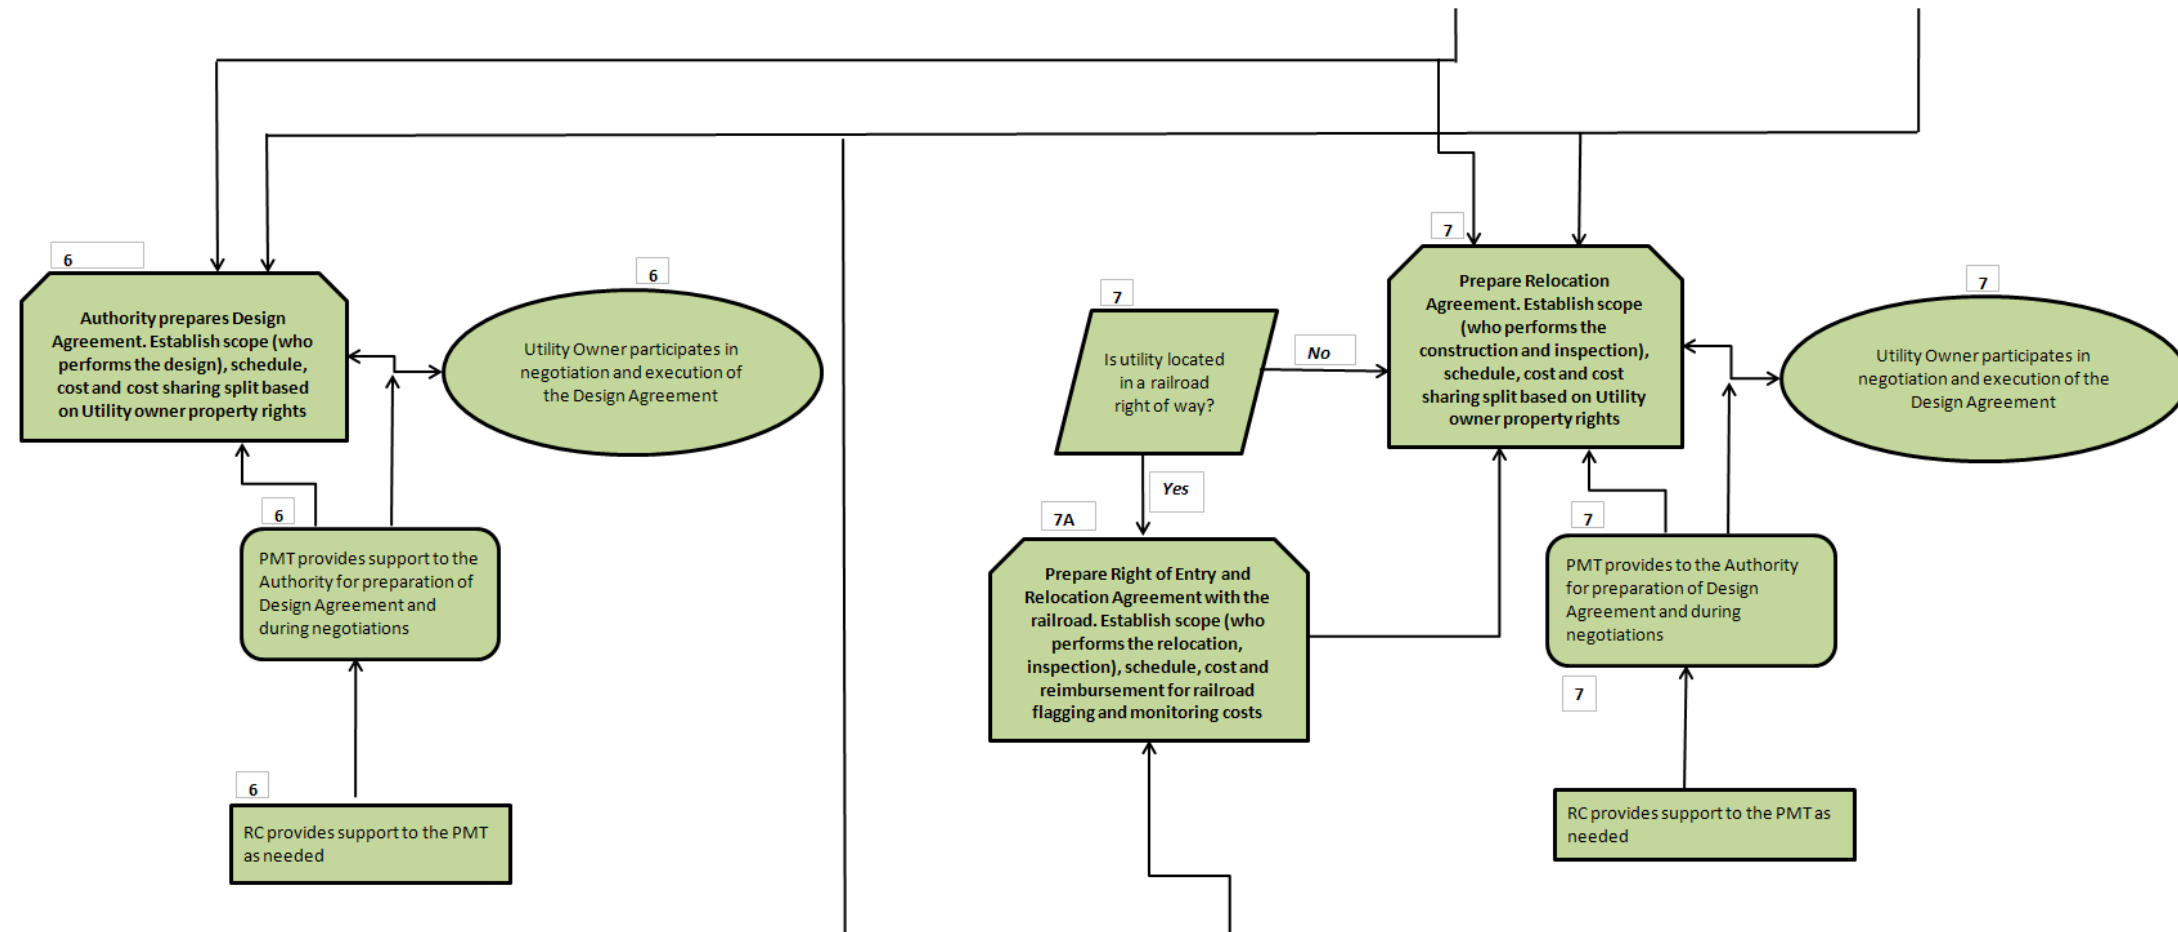 6
Authority prepares Design
Agreement. Establish scope (who
performs the design), schedule,
cost and cost sharing split based
on Utility owner property rights
6
Utility Owner participates in
negotiation and execution of
the Design Agreement
6
PMT provides support to the
Authority for preparation of
Design Agreement and
during negotiations
6
RC provides support to the PMT
as needed
7
Is utility located
in a railroad
right of way?
No
Yes
7A
Prepare Right of Entry and
Relocation Agreement with the
railroad. Establish scope (who
performs the relocation,
inspection), schedule, cost and
reimbursement for railroad
flagging and monitoring costs
7
Prepare Relocation
Agreement. Establish scope
(who performs the
construction and inspection),
schedule, cost and cost
sharing split based on Utility
owner property rights
7
Utility Owner participates in
negotiation and execution of the
Design Agreement
7
PMT provides to the Authority
for preparation of Design
Agreement and during
negotiations
7
RC provides support to the PMT as
needed